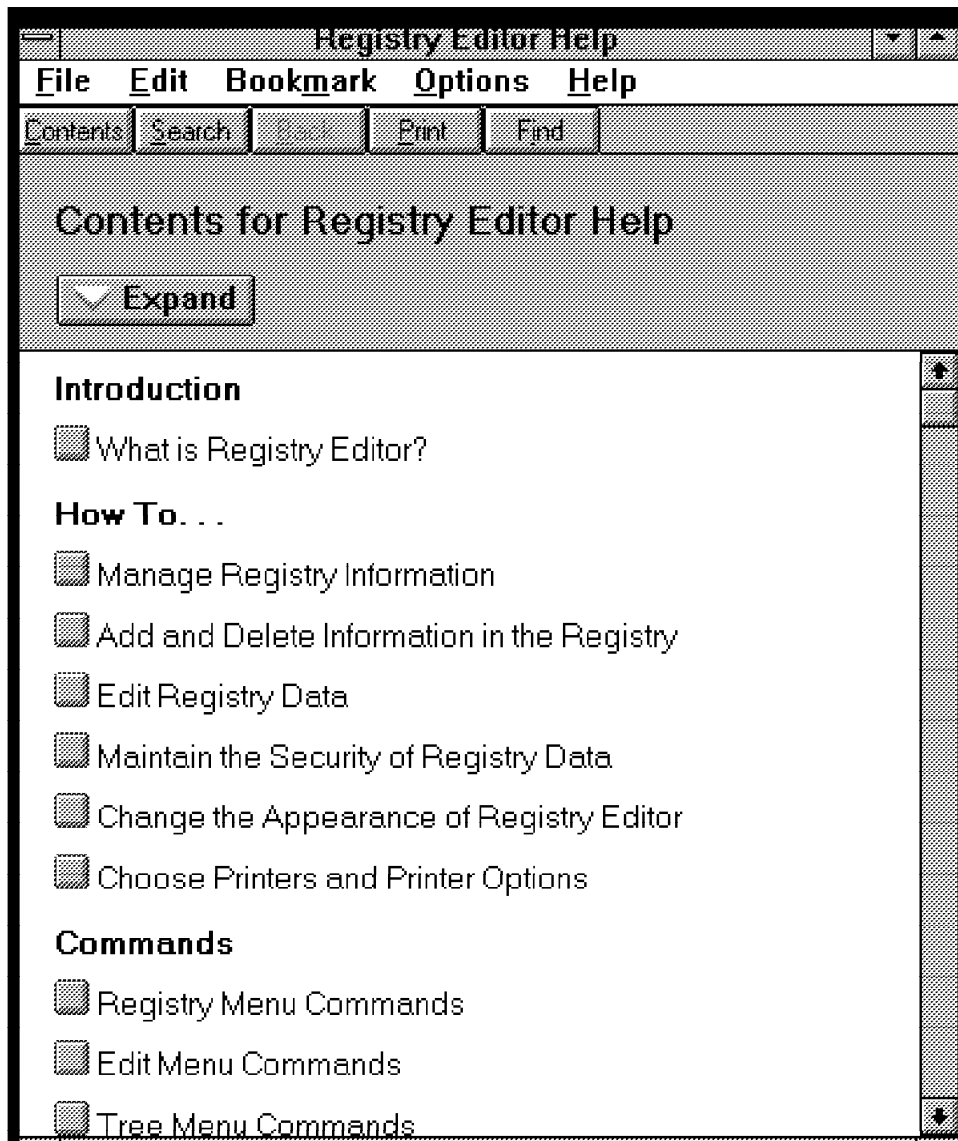 Registry Editor Help
File Edit Bookmark Options Help
Contents Search Back Print Find
Contents for Registry Editor Help
Expand
Introduction
What is Registry Editor?
How To. . .
Manage Registry Information
Add and Delete Information in the Registry
Edit Registry Data
Maintain the Security of Registry Data
Change the Appearance of Registry Editor
Choose Printers and Printer Options
Commands
Registry Menu Commands
Edit Menu Commands
Tree Menu Commands